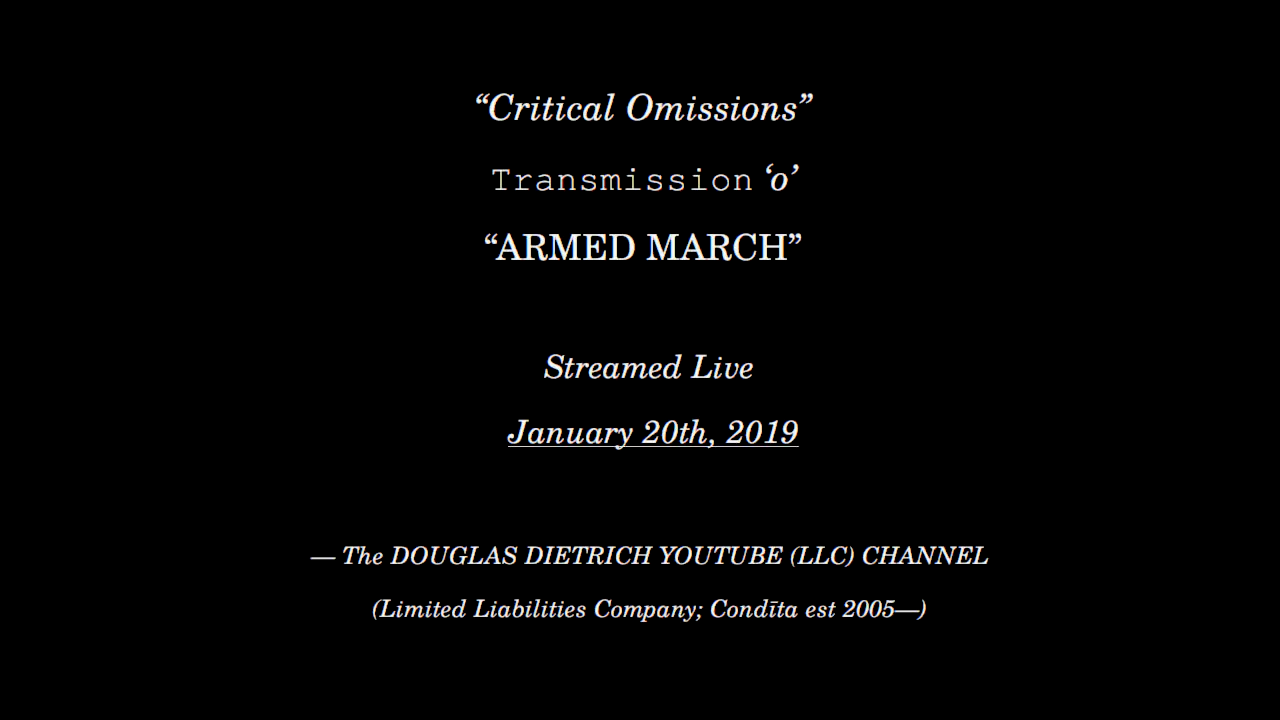 “Critical Omissions”
Transmission ‘o’
“ARMED MARCH”
Streamed Live
January 20th, 2019
— The DOUGLAS DIETRICH YOUTUBE (LLC) CHANNEL
(Limited Liabilities Company; Condīta est 2005—)